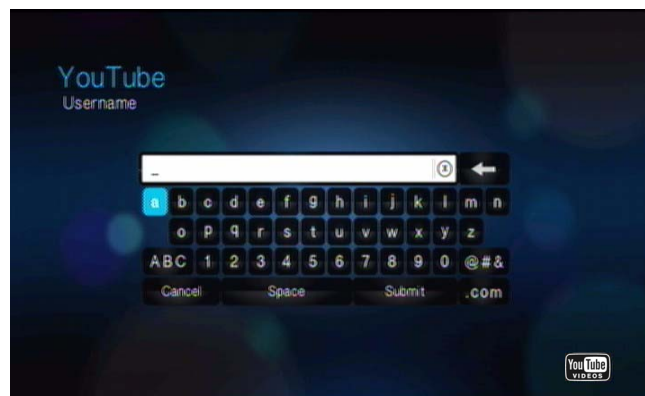 YouTube
Username
_
a b c d e f g h i j k l m n
o p q r s t u v w x y z
ABC 1 2 3 4 5 6 7 8 9 0 @#&
Cancel Space Submit .com
You Tube
VIDEOS